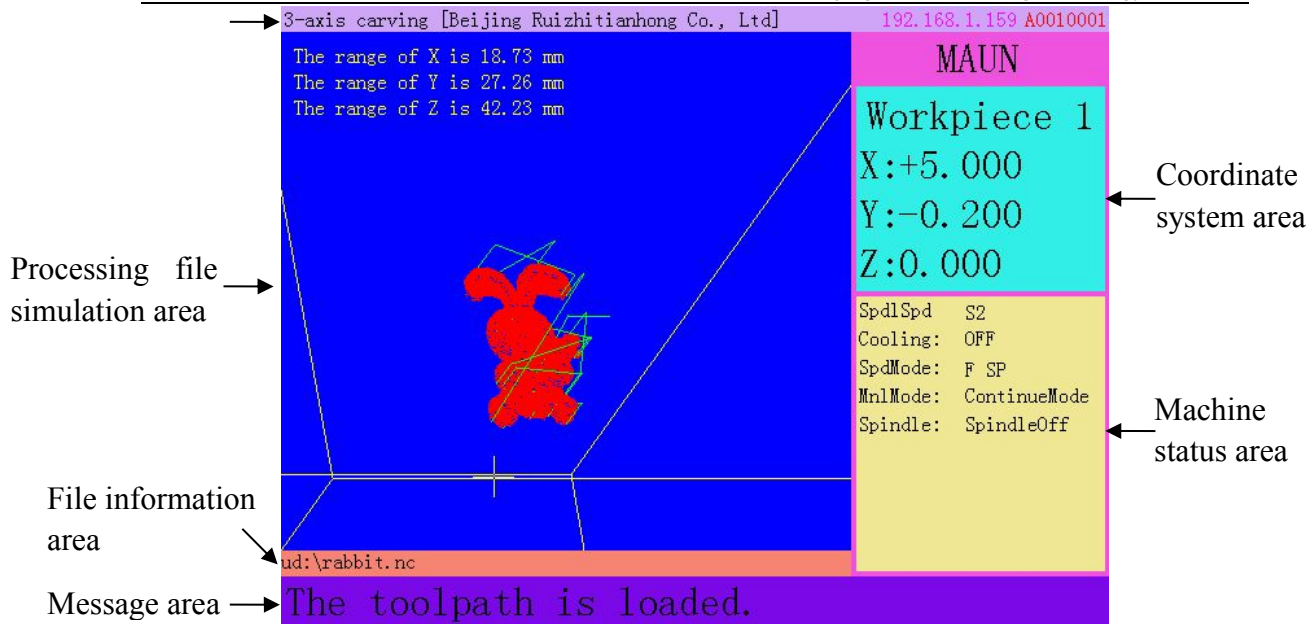 3-axis carving [Beijing Ruizhitianhong Co., Ltd] 192.168.1.159 A0010001
The range of X is 18.73 mm
The range of Y is 27.26 mm
The range of Z is 42.23 mm
MAUN
Workpiece 1
X:+5.000
Y:-0.200
Z:0.000
Coordinate
system area
Processing file
simulation area
SpdlSpd S2
Cooling: OFF
SpdMode: F SP
MnlMode: ContinueMode
Spindle: SpindleOff
Machine
status area
File information
area
ud:\rabbit.nc
Message area
The toolpath is loaded.